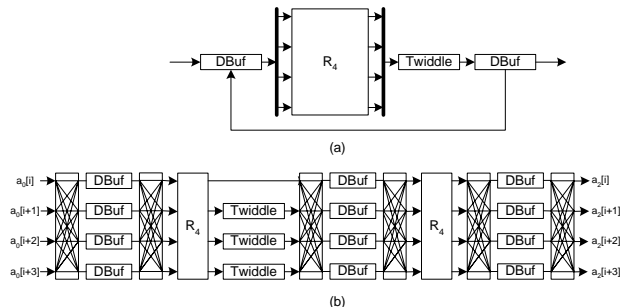 DBuf R₄ Twiddle DBuf
(a)
a₀[i] DBuf DBuf DBuf a₂[i]
a₀[i+1] DBuf Twiddle DBuf DBuf a₂[i+1]
R₄ R₄
a₀[i+2] DBuf Twiddle DBuf DBuf a₂[i+2]
a₀[i+3] DBuf Twiddle DBuf DBuf a₂[i+3]
(b)